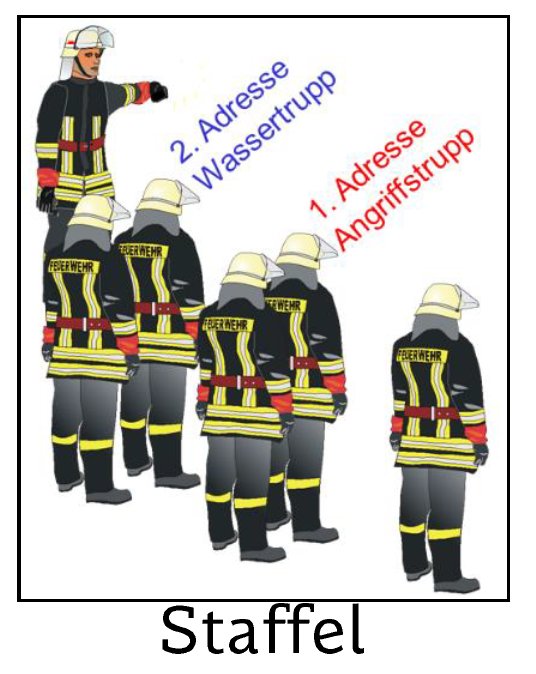 2. Adresse
Wassertrupp
1. Adresse
Angriffstrupp
FEUERWEHR
FEUERWEHR
FEUERWEHR
FEUERWEHR
FEUERWEHR
Staffel